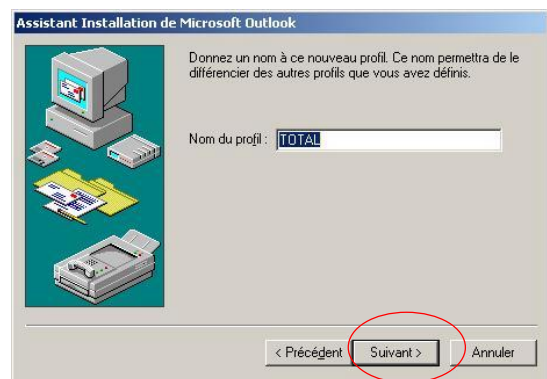 Assistant Installation de Microsoft Outlook
Donnez un nom à ce nouveau profil. Ce nom permettra de le
différencier des autres profils que vous avez définis.
Nom du profil : TOTAL
< Précédent Suivant > Annuler